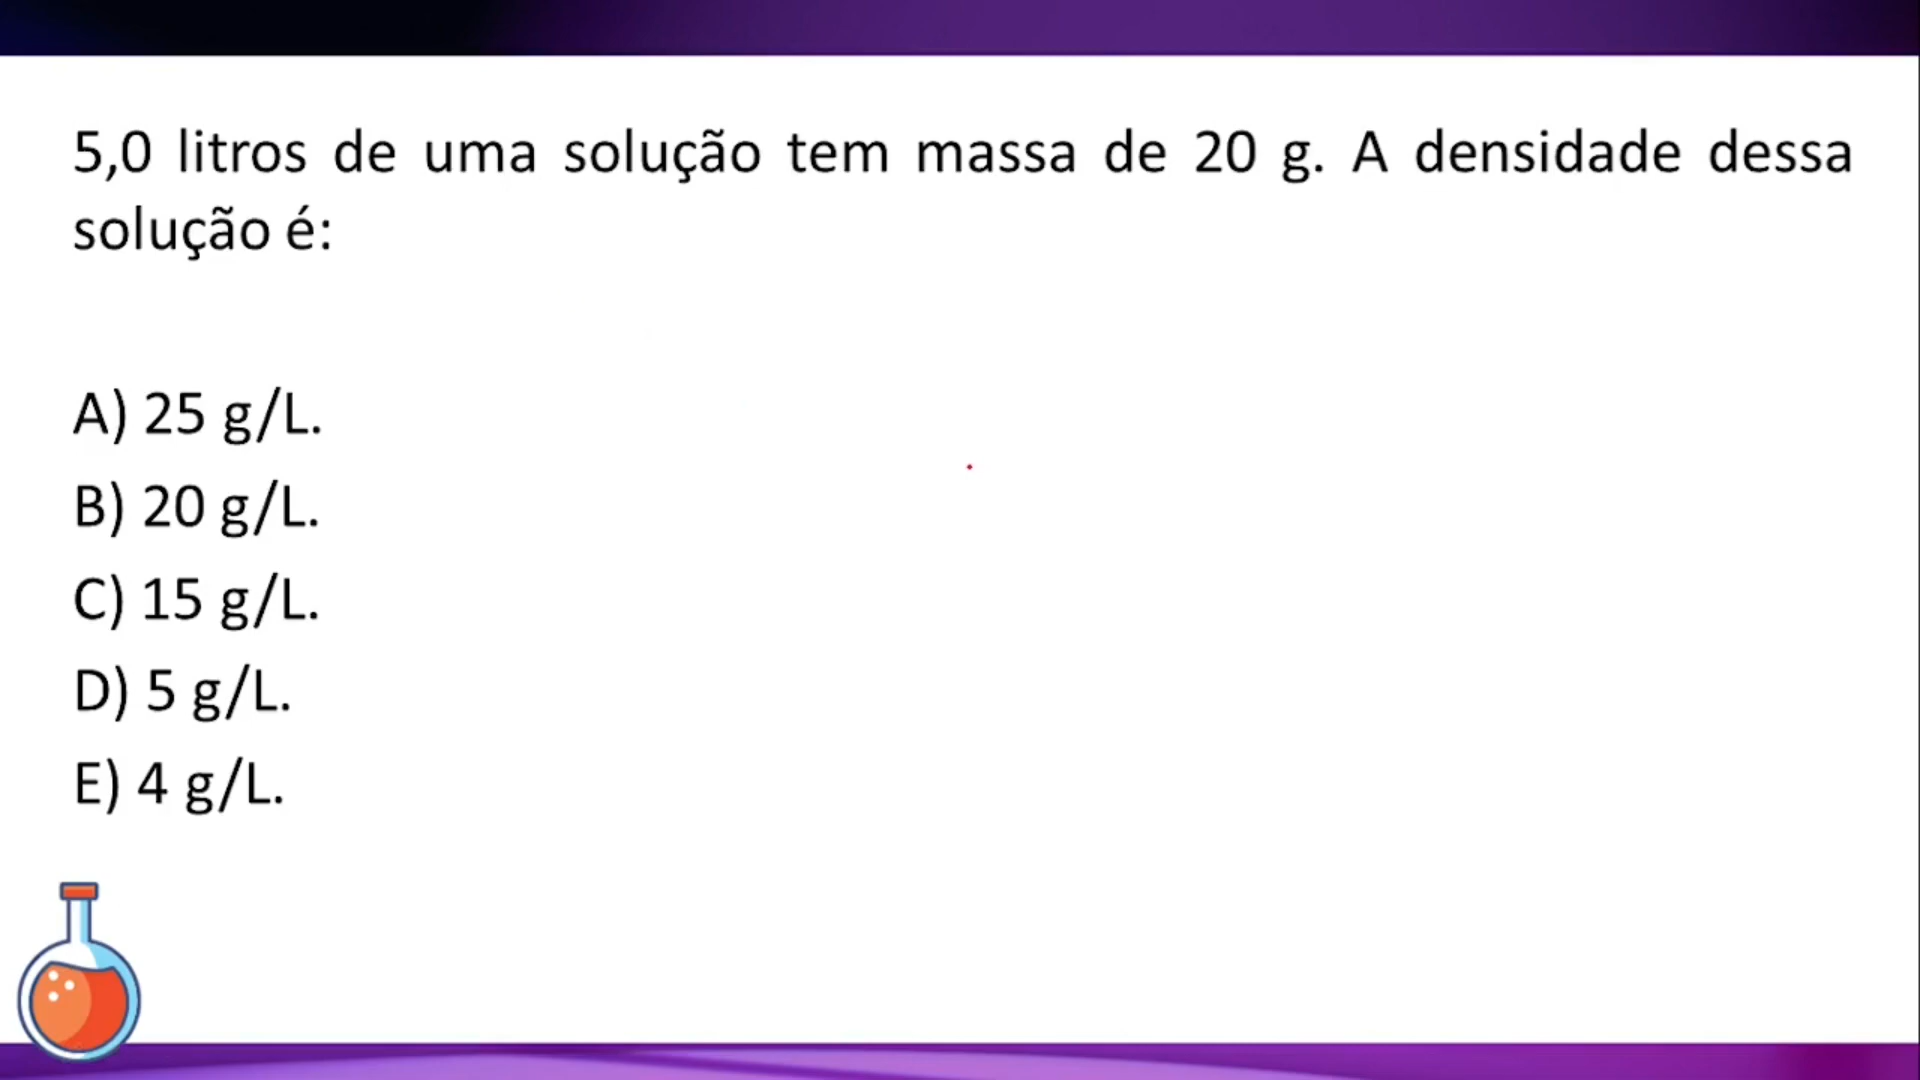 5,0 litros de uma solução tem massa de 20 g. A densidade dessa
solução é:
A) 25 g/L.
B) 20 g/L.
C) 15 g/L.
D) 5 g/L.
E) 4 g/L.